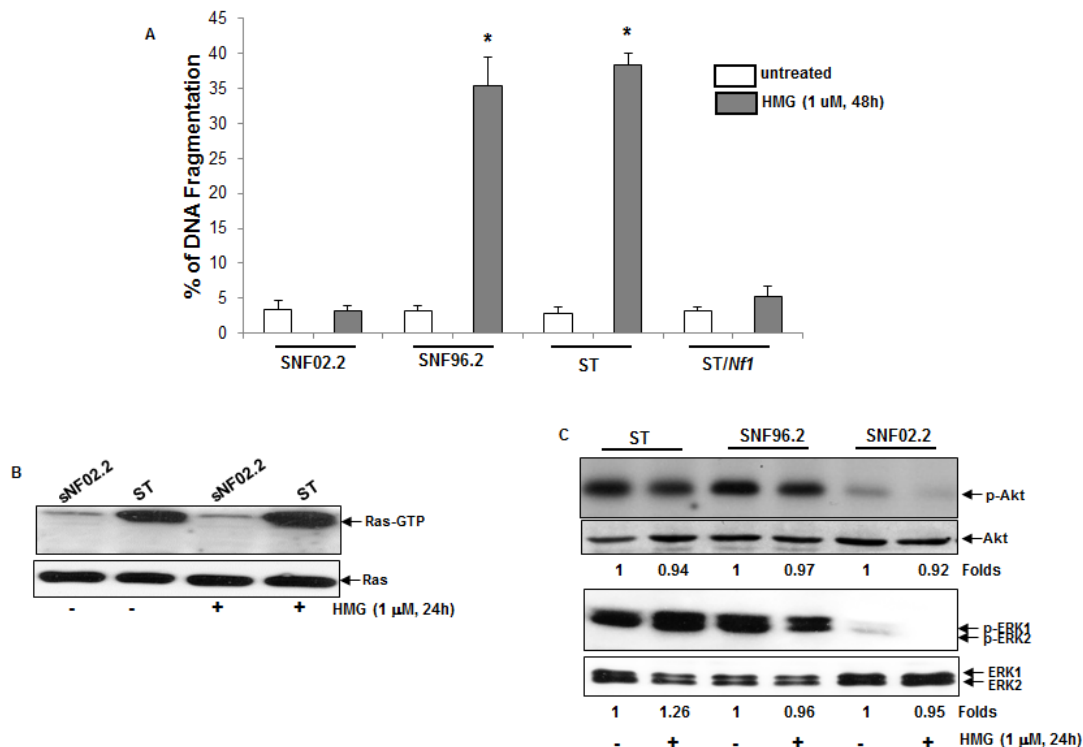 A
% of DNA Fragmentation
45
40
35
30
25
20
15
10
5
0
*
*
untreated
HMG (1 uM, 48h)
SNF02.2 SNF96.2 ST ST/Nf1
B
sNF02.2 ST sNF02.2 ST
Ras-GTP
Ras
- - + + HMG (1 μM, 24h)
C
ST SNF96.2 SNF02.2
p-Akt
Akt
1 0.94 1 0.97 1 0.92 Folds
p-ERK1
p-ERK2
ERK1
ERK2
1 1.26 1 0.96 1 0.95 Folds
- + - + - +
HMG (1 μM, 24h)